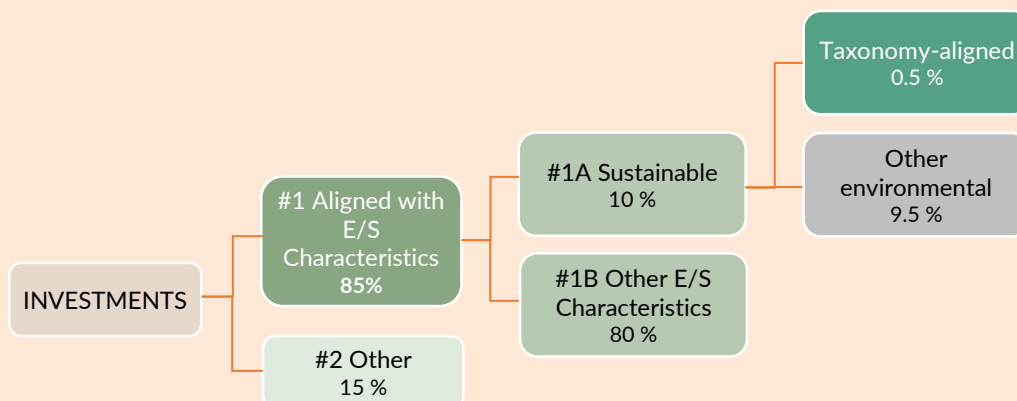 INVESTMENTS
#1 Aligned with
E/S
Characteristics
85%
#2 Other
15 %
#1A Sustainable
10 %
#1B Other E/S
Characteristics
80 %
Taxonomy-aligned
0.5 %
Other
environmental
9.5 %